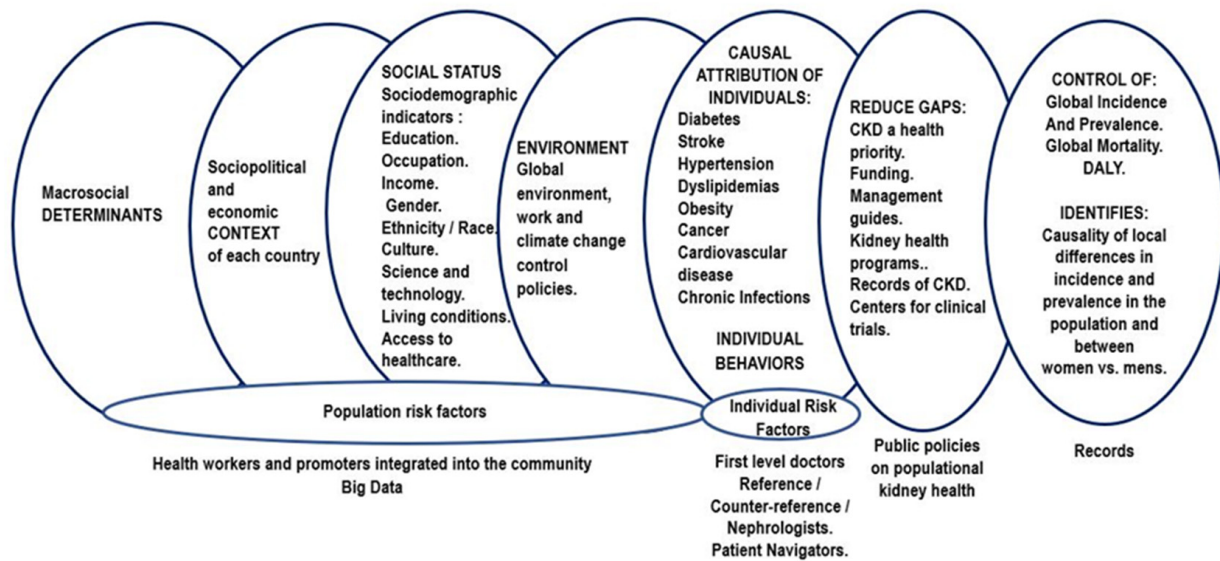 Macrosocial
DETERMINANTS
Sociopolitical
and
economic
CONTEXT
of each country
SOCIAL STATUS
Sociodemographic
indicators :
Education.
Occupation.
Income.
Gender.
Ethnicity / Race.
Culture.
Science and
technology.
Living conditions.
Access to
healthcare.
ENVIRONMENT
Global
environment,
work and
climate change
control
policies.
CAUSAL
ATTRIBUTION OF
INDIVIDUALS:
Diabetes
Stroke
Hypertension
Dyslipidemias
Obesity
Cancer
Cardiovascular
disease
Chronic Infections
INDIVIDUAL
BEHAVIORS
REDUCE GAPS:
CKD a health
priority.
Funding.
Management
guides.
Kidney health
programs..
Records of CKD.
Centers for clinical
trials.
CONTROL OF:
Global Incidence
And Prevalence.
Global Mortality.
DALY.
IDENTIFIES:
Causality of local
differences in
incidence and
prevalence in the
population and
between
women vs. mens.
Population risk factors
Individual Risk
Factors
Health workers and promoters integrated into the community
Big Data
First level doctors
Reference /
Counter-reference /
Nephrologists.
Patient Navigators.
Public policies
on populational
kidney health
Records